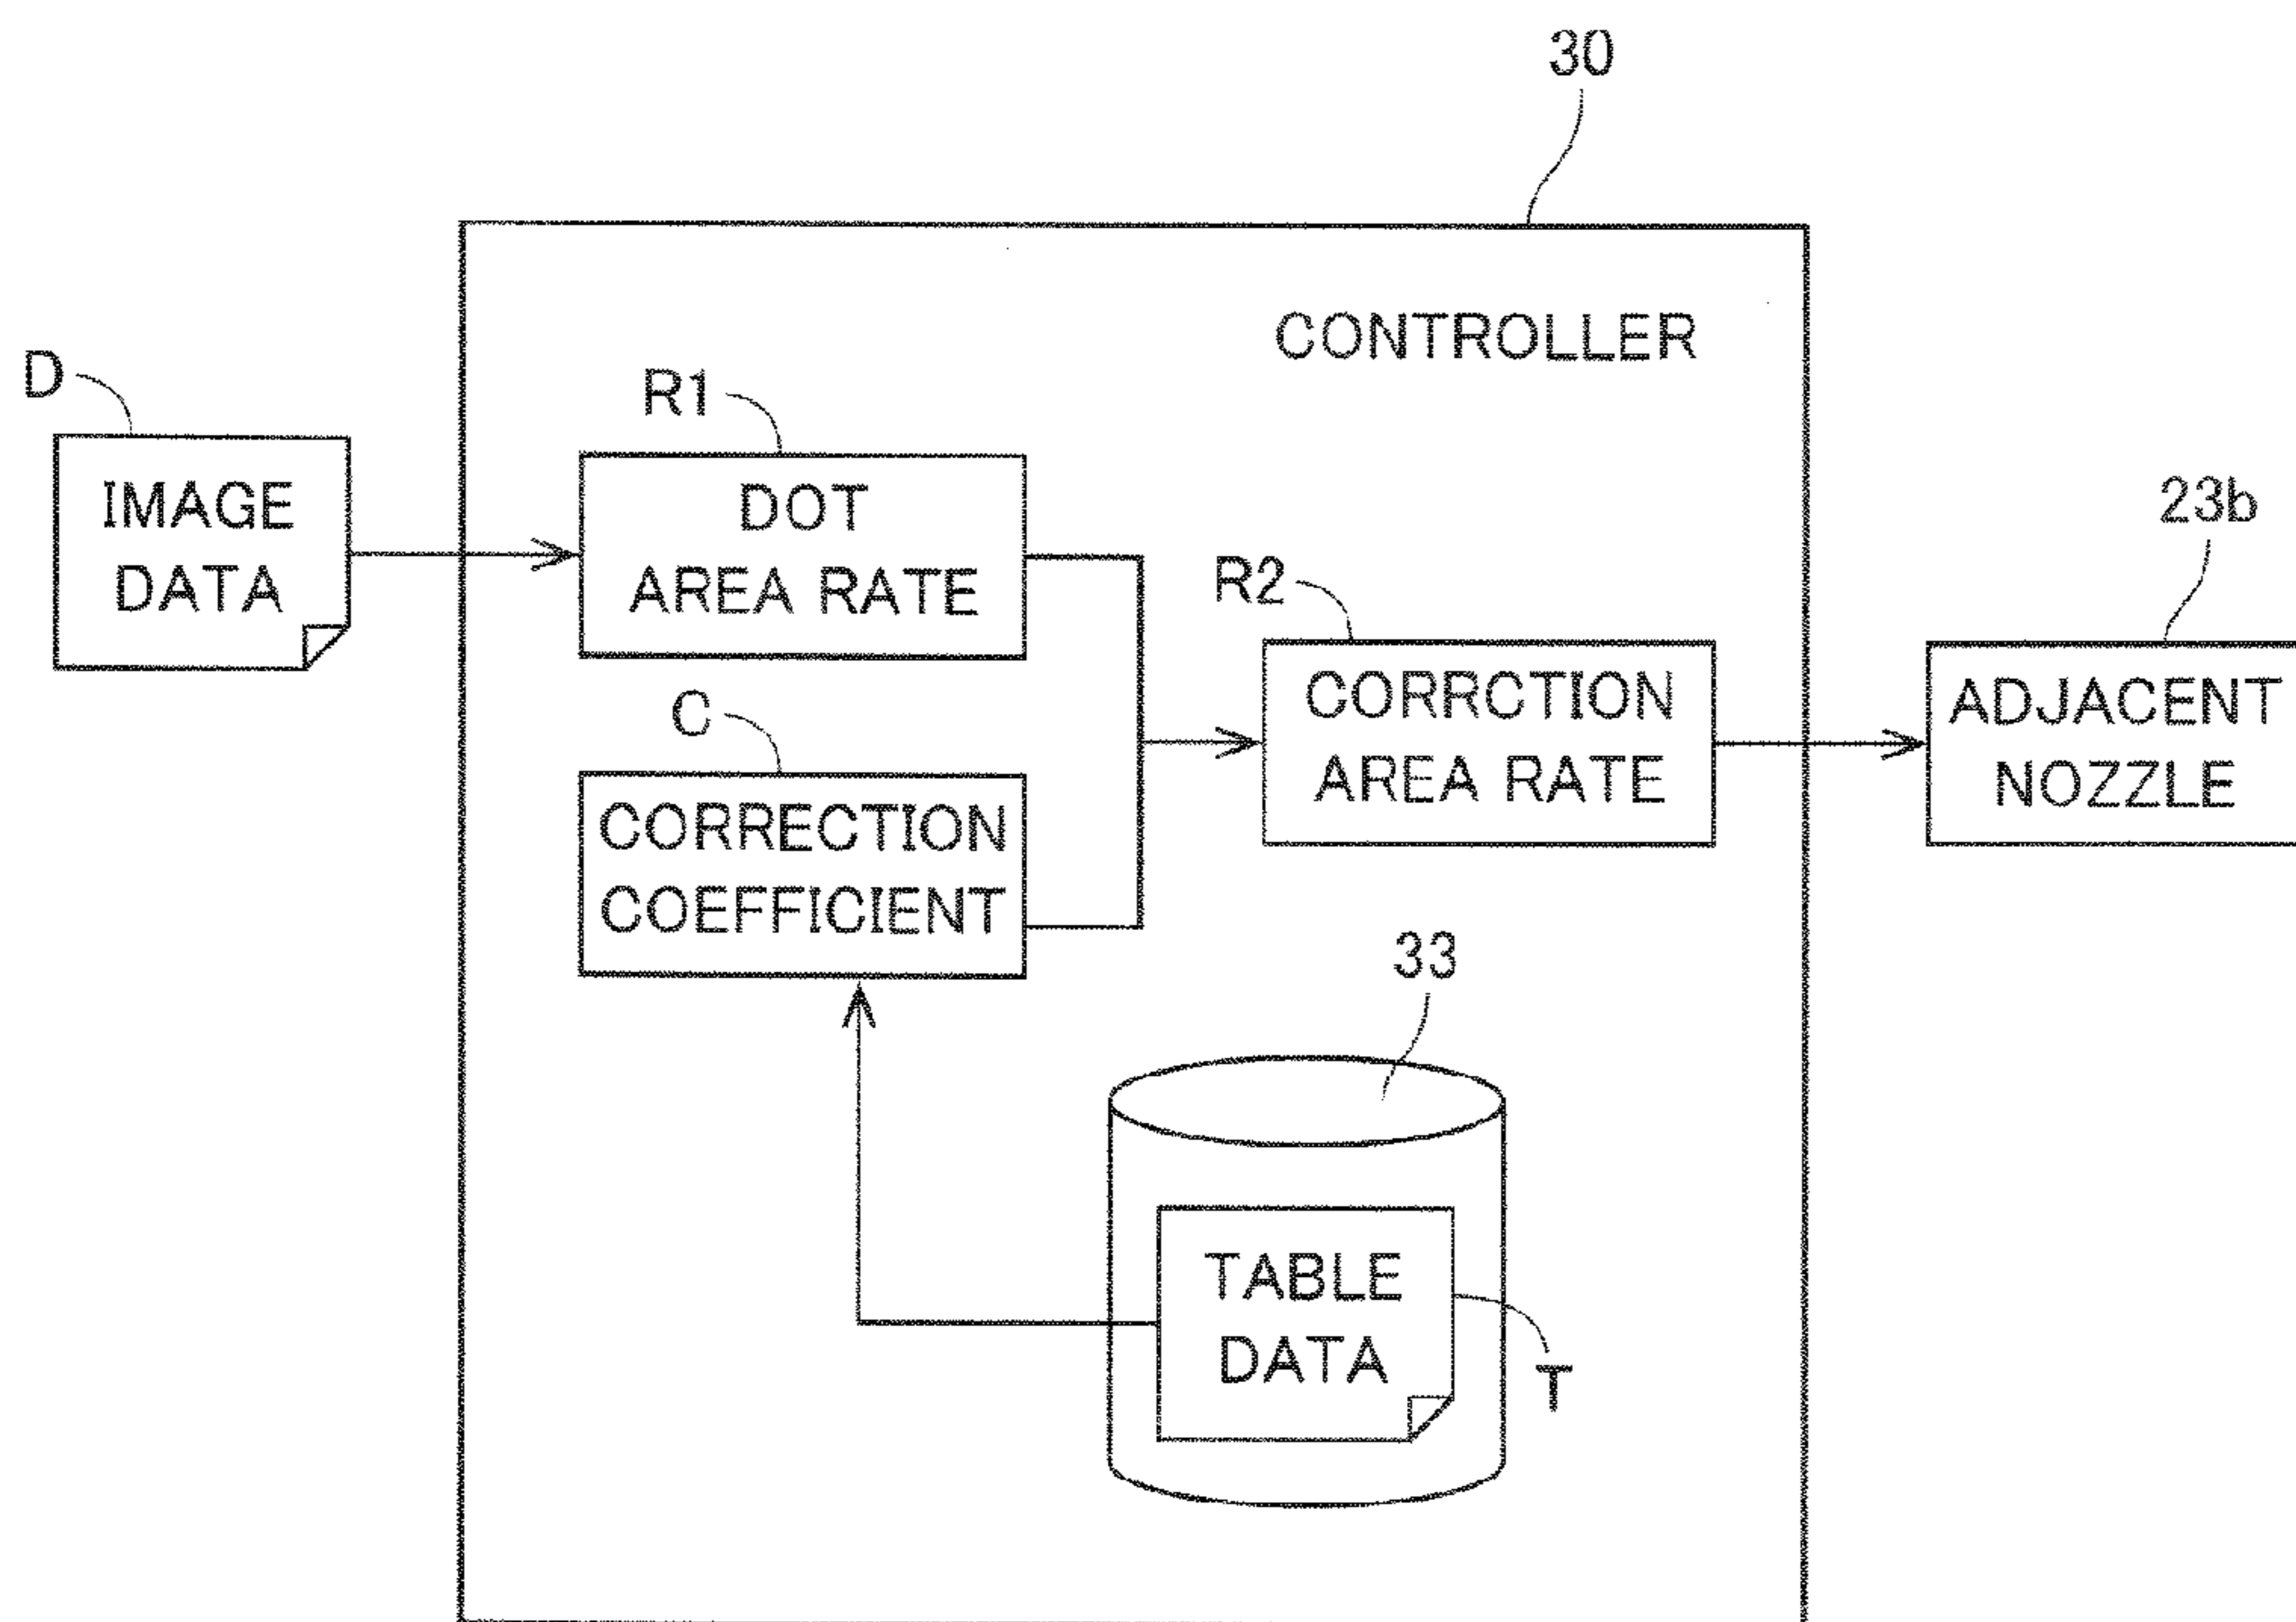 30
CONTROLLER
D
R1
IMAGE
DATA
DOT
AREA RATE
23b
R2
C
CORRCTION
AREA RATE
ADJACENT
NOZZLE
CORRECTION
COEFFICIENT
33
TABLE
DATA
T